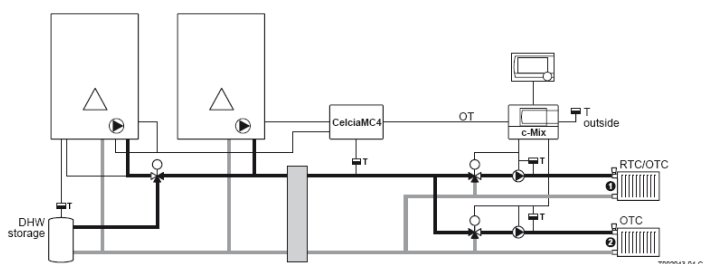 CelciaMC4
OT
c-Mix
T
outside
T
T
RTC/OTC
1
T
DHW
storage
T
OTC
2